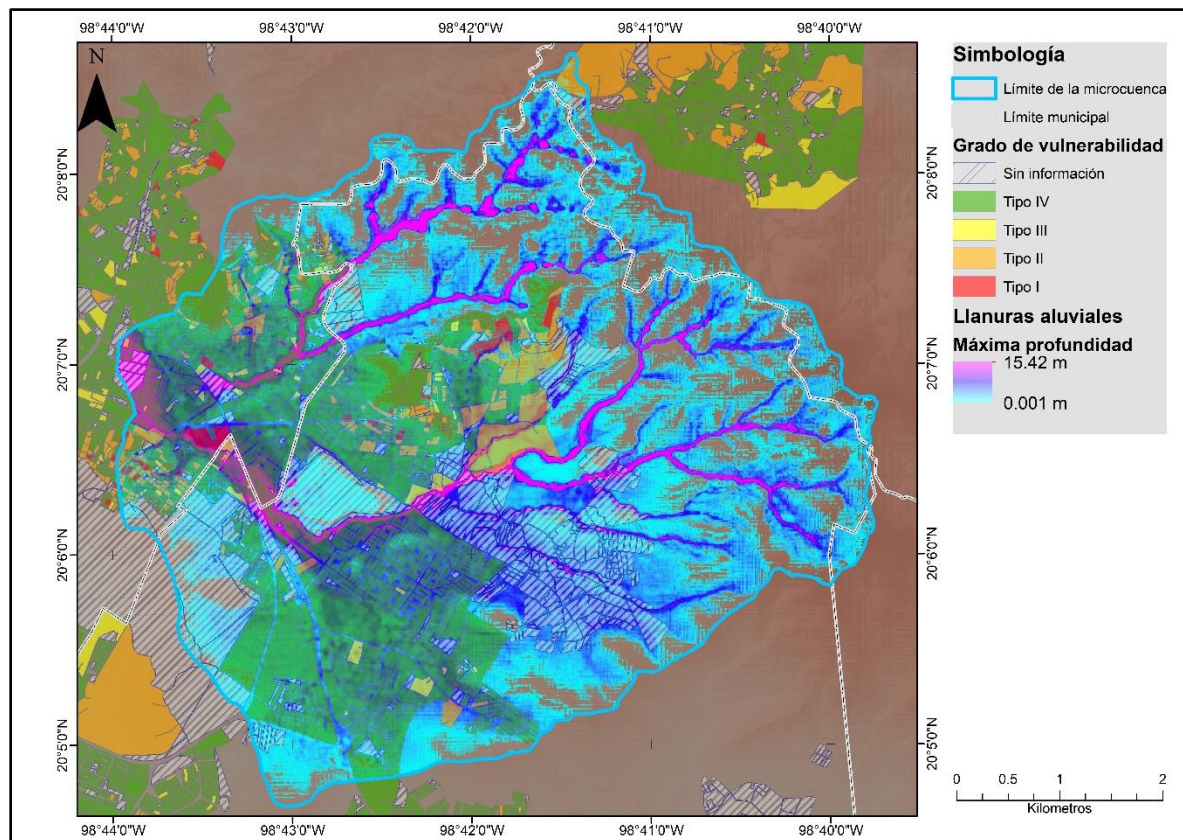 98°44'0"W 98°43'0"W 98°42'0"W 98°41'0"W 98°40'0"W
N
20°8'0"N 20°8'0"N
20°7'0"N 20°7'0"N
20°6'0"N 20°6'0"N
20°5'0"N 20°5'0"N
98°44'0"W 98°43'0"W 98°42'0"W 98°41'0"W 98°40'0"W
Simbología
Límite de la microcuenca
Límite municipal
Grado de vulnerabilidad
Sin información
Tipo IV
Tipo III
Tipo II
Tipo I
Llanuras aluviales
Máxima profundidad
15.42 m
0.001 m
0 0.5 1 2
Kilometros